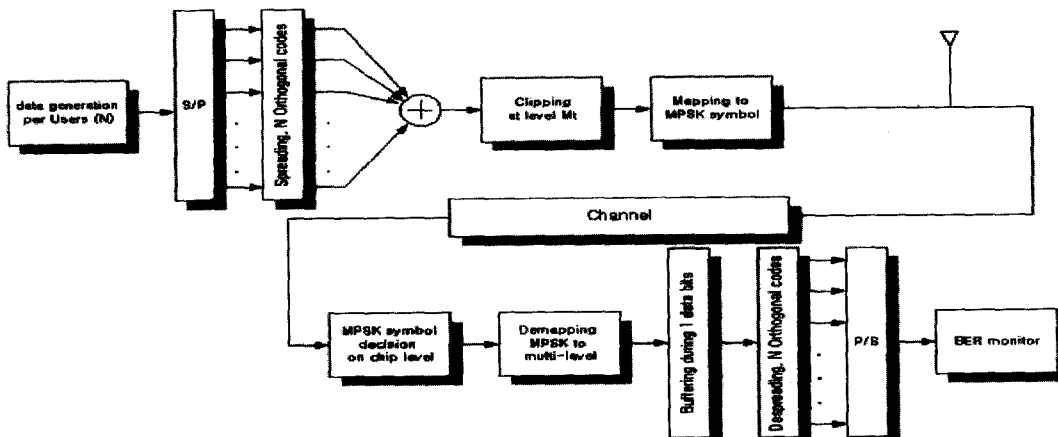 data generation
per Users (N)
S/P
Spreading, N Orthogonal codes
Clipping
at level Mt
Mapping to
MPSK symbol
Channel
MPSK symbol
decision
on chip level
Demapping
MPSK to
multi-level
Buffering during 1 data bits
Despreading, N Orthogonal codes
P/S
BER monitor